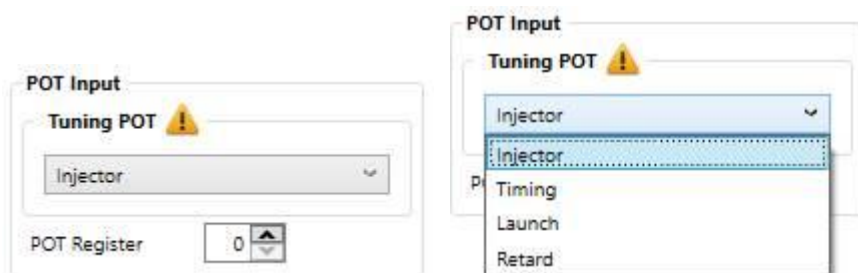 POT Input
Tuning POT
Injector
POT Register 0
POT Input
Tuning POT
Injector
Injector
Timing
Launch
Retard